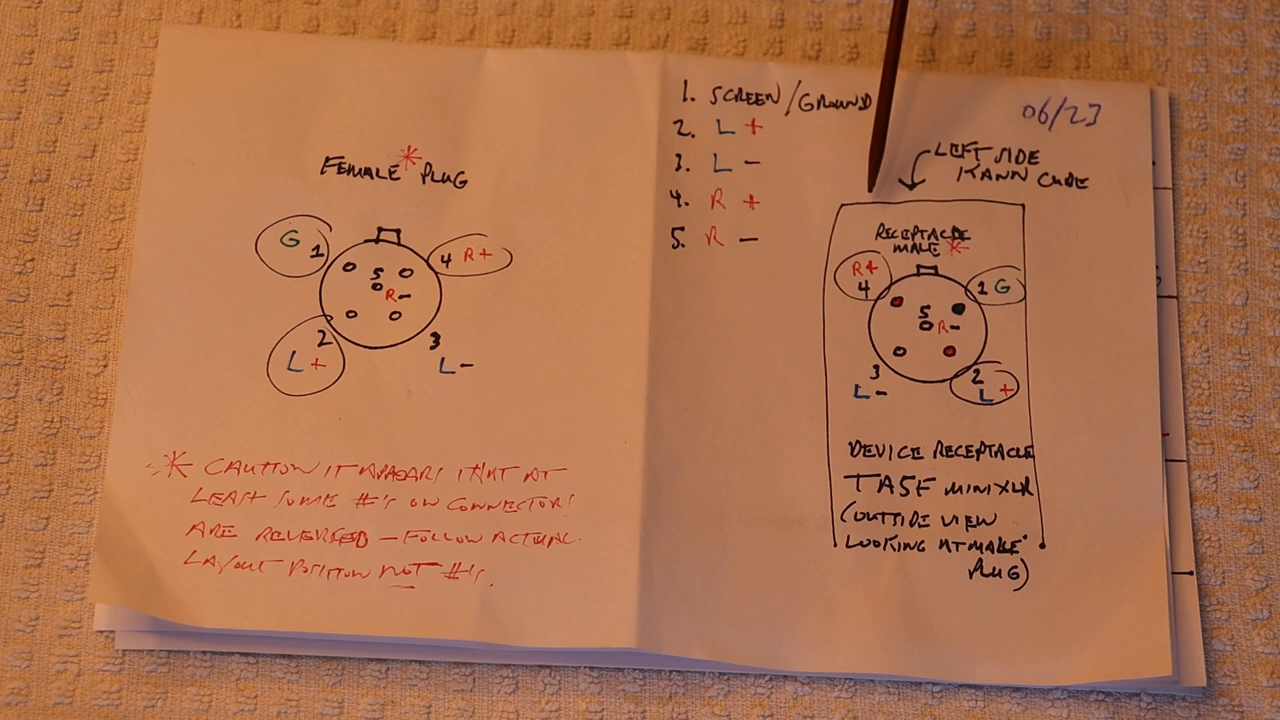 FEMALE* PLUG
G
1
4 R+
5
R-
2
L+
3
L-
* CAUTION IT APPEARS THAT AT
LEAST SOME #'S ON CONNECTORS
ARE REVERSED - FOLLOW ACTUAL
LAYOUT POSITION NOT #'S.
1. SCREEN/GROUND
2. L +
3. L -
4. R +
5. R -
06/23
LEFT SIDE
KANN CUBE
RECEPTACLE
MALE *
R+
4
1 G
5
R-
3
L-
2
L+
DEVICE RECEPTACLE
TA5F MINIXLR
(OUTSIDE VIEW
LOOKING AT MALE
PLUG)